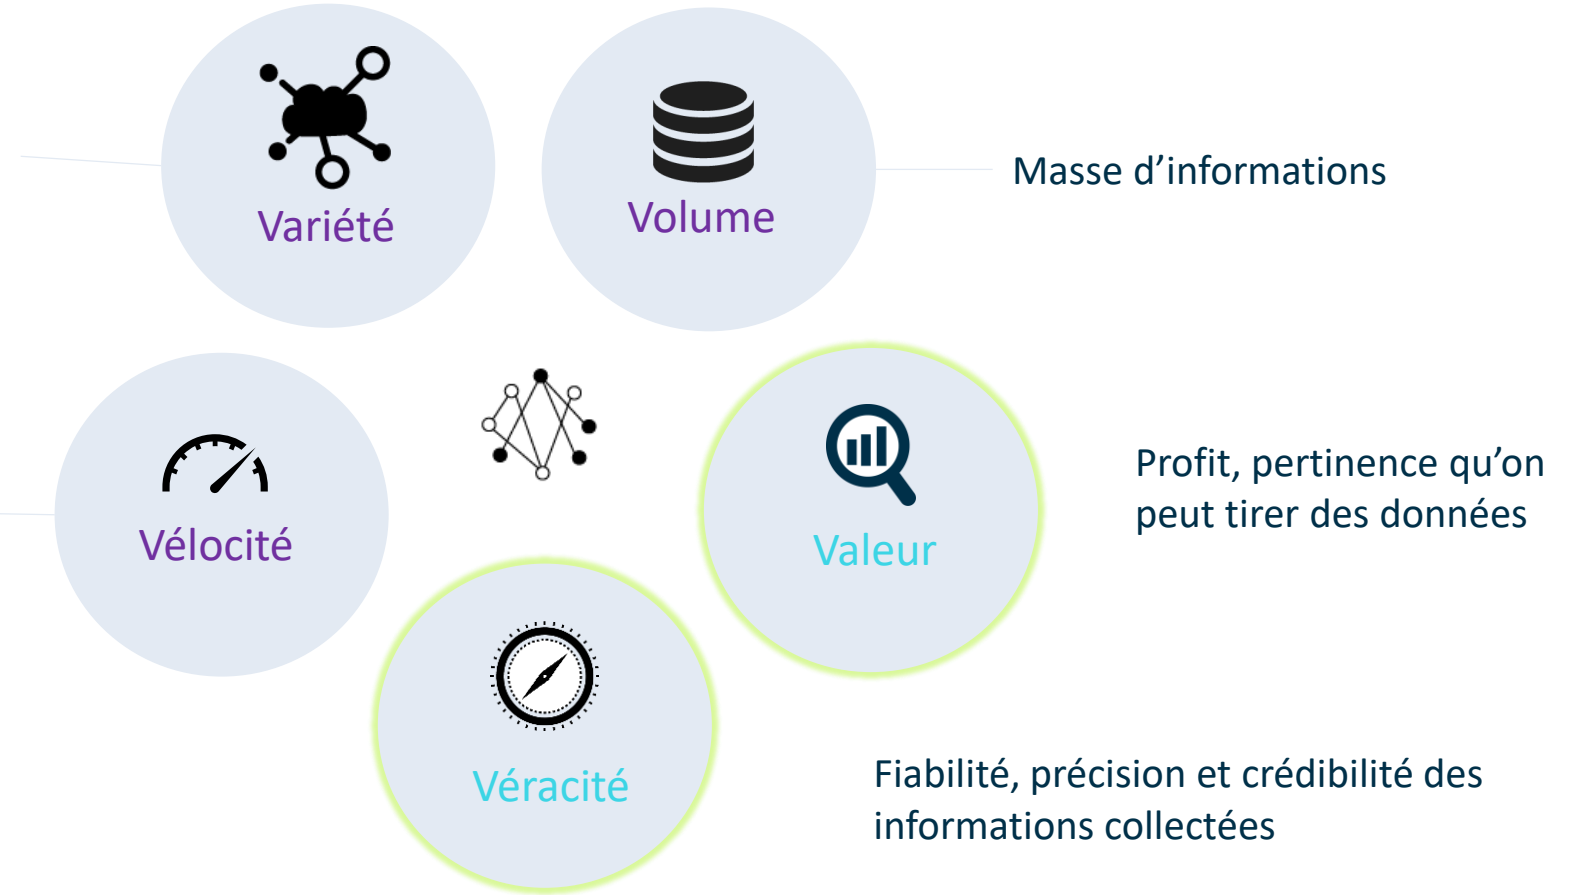 Variété
Volume
Masse d’informations
Vélocité
Valeur
Profit, pertinence qu’on
peut tirer des données
Véracité
Fiabilité, précision et crédibilité des
informations collectées